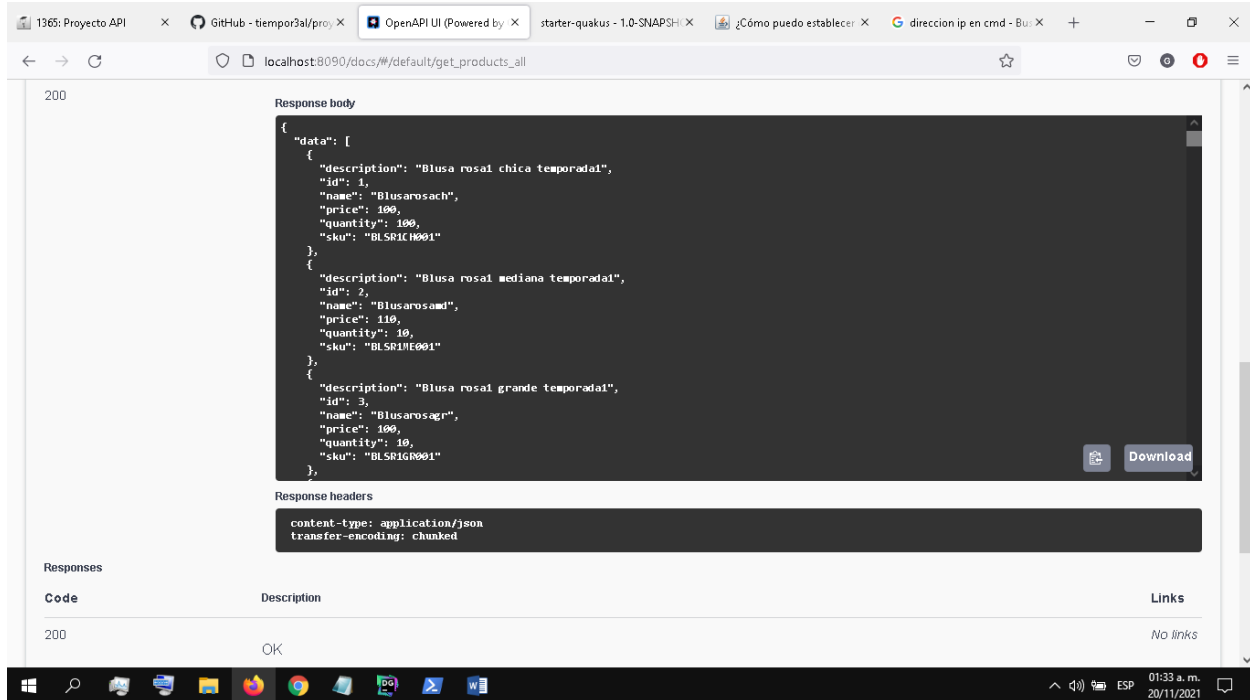 1365: Proyecto API
GitHub - tiempor3al/proy
OpenAPI UI (Powered by
starter-quakus - 1.0-SNAPSH
¿Cómo puedo establecer
G direccion ip en cmd - Bus
localhost:8090/docs/#/default/get_products_all
G
200
Response body
{
"data": [
{
"description": "Blusa rosa1 chica temporada1",
"id": 1,
"name": "Blusarosach",
"price": 100,
"quantity": 100,
"sku": "BLSR1CH001"
},
{
"description": "Blusa rosa1 mediana temporada1",
"id": 2,
"name": "Blusarosamd",
"price": 110,
"quantity": 10,
"sku": "BLSR1ME001"
},
{
"description": "Blusa rosa1 grande temporada1",
"id": 3,
"name": "Blusarosagr",
"price": 100,
"quantity": 10,
"sku": "BLSR1GR001"
},
Download
Response headers
content-type: application/json
transfer-encoding: chunked
Responses
Code Description Links
200 No links
OK
DG
W
ESP
01:33 a. m.
20/11/2021